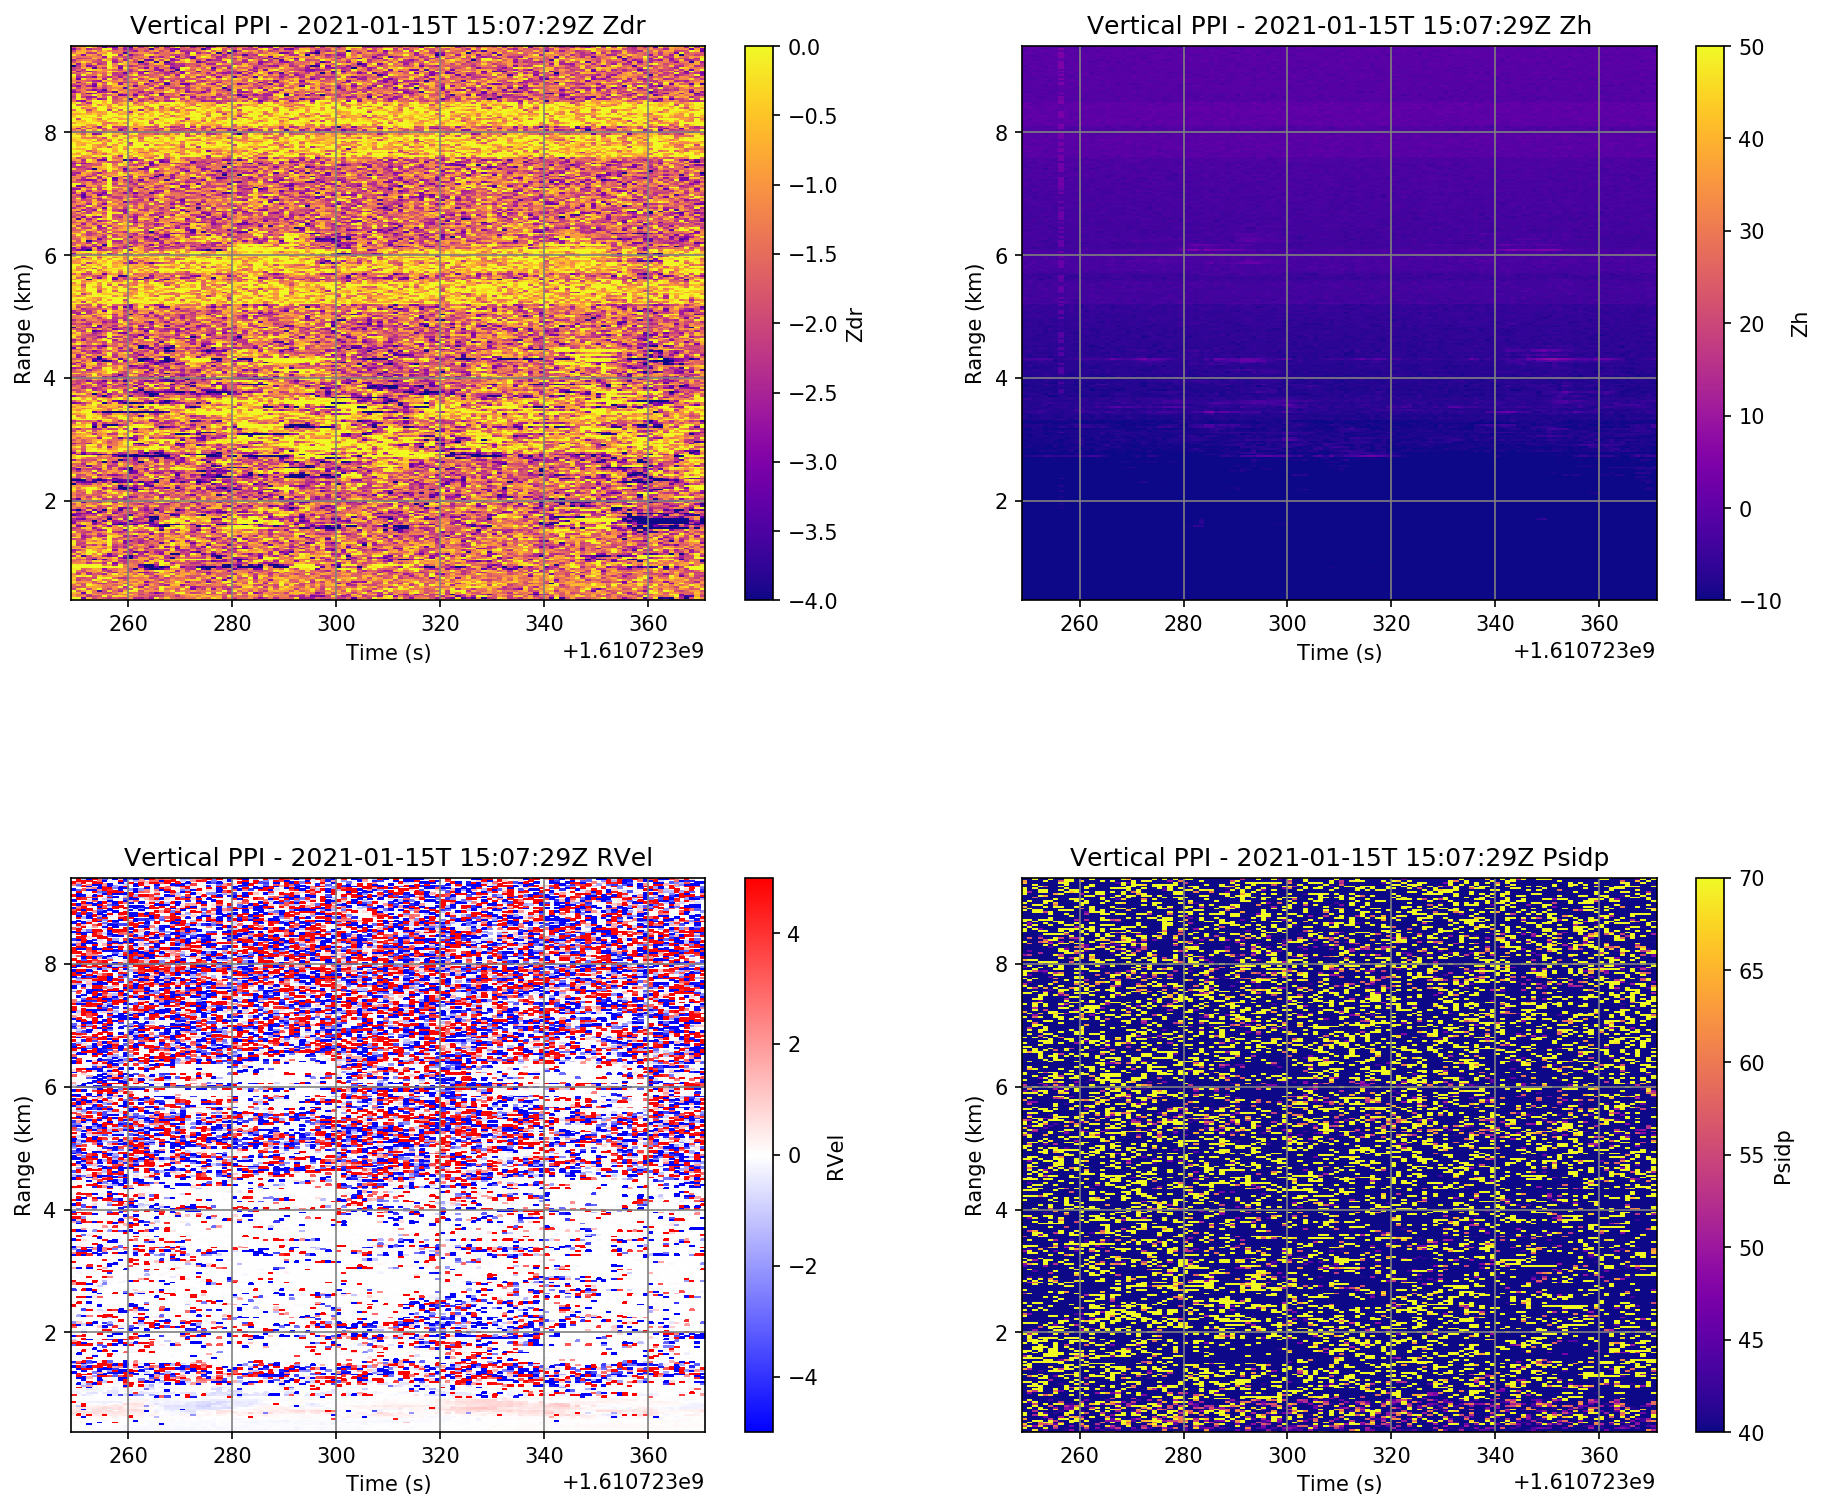 Vertical PPI - 2021-01-15T 15:07:29Z Zdr
Range (km)
8
6
4
2
260 280 300 320 340 360
Time (s)
+1.610723e9
0.0
−0.5
−1.0
−1.5
−2.0
−2.5
−3.0
−3.5
−4.0
Zdr
Vertical PPI - 2021-01-15T 15:07:29Z Zh
Range (km)
8
6
4
2
260 280 300 320 340 360
Time (s)
+1.610723e9
50
40
30
20
10
0
−10
Zh
Vertical PPI - 2021-01-15T 15:07:29Z RVel
Range (km)
8
6
4
2
260 280 300 320 340 360
Time (s)
+1.610723e9
4
2
0
−2
−4
RVel
Vertical PPI - 2021-01-15T 15:07:29Z Psidp
Range (km)
8
6
4
2
260 280 300 320 340 360
Time (s)
+1.610723e9
70
65
60
55
50
45
40
Psidp